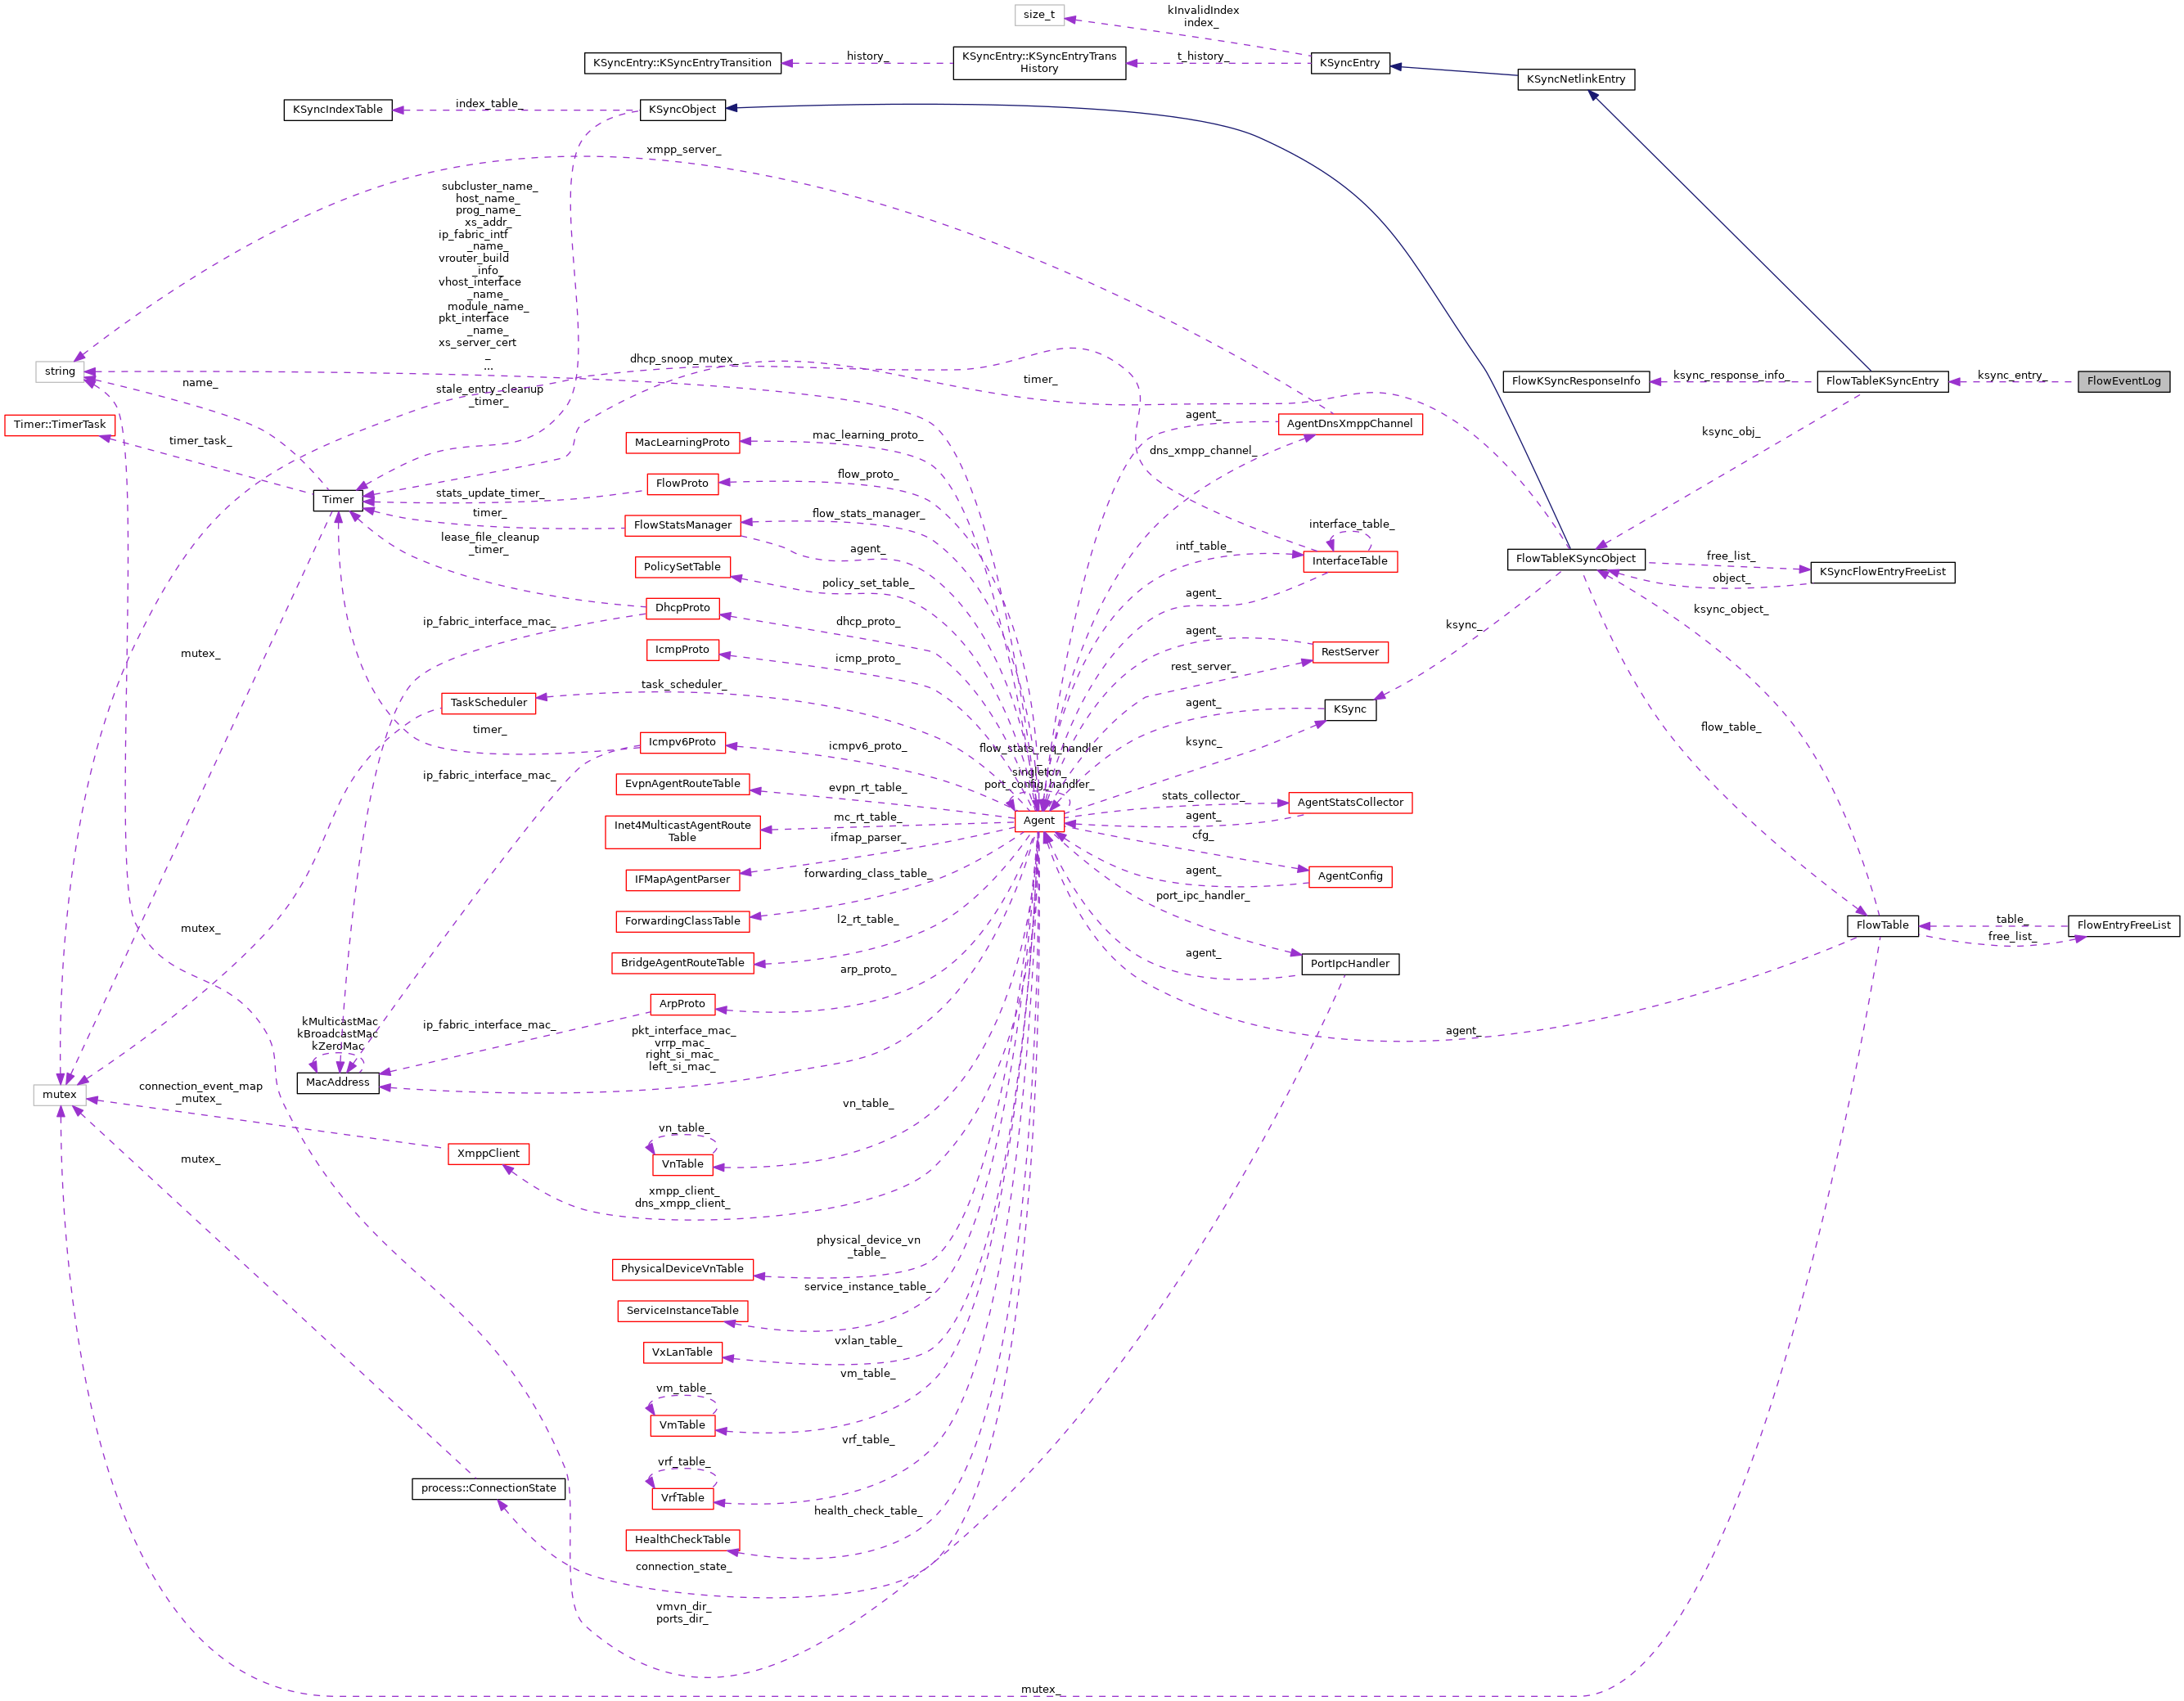 kInvalidIndex
index_
size_t
KSyncEntry::KSyncEntryTransition
history_
KSyncEntry::KSyncEntryTrans
History
t_history_
KSyncEntry
KSyncNetlinkEntry
KSyncIndexTable
index_table_
KSyncObject
xmpp_server_
subcluster_name_
host_name_
prog_name_
xs_addr_
ip_fabric_intf
_name_
vrouter_build
_info_
vhost_interface
_name_
module_name_
pkt_interface
_name_
xs_server_cert
_
...
string
name_
dhcp_snoop_mutex_
timer_
FlowKSyncResponseInfo
ksync_response_info_
FlowTableKSyncEntry
ksync_entry_
FlowEventLog
stale_entry_cleanup
_timer_
Timer::TimerTask
timer_task_
agent_
AgentDnsXmppChannel
ksync_obj_
MacLearningProto
mac_learning_proto_
dns_xmpp_channel_
flow_proto_
FlowProto
Timer
stats_update_timer_
timer_
FlowStatsManager
flow_stats_manager_
interface_table_
lease_file_cleanup
_timer_
agent_
intf_table_
InterfaceTable
FlowTableKSyncObject
free_list_
KSyncFlowEntryFreeList
object_
PolicySetTable
policy_set_table_
agent_
DhcpProto
ip_fabric_interface_mac_
dhcp_proto_
agent_
ksync_
ksync_object_
mutex_
IcmpProto
icmp_proto_
rest_server_
RestServer
task_scheduler_
TaskScheduler
agent_
KSync
timer_
Icmpv6Proto
icmpv6_proto_
flow_stats_req_handler
_
singleton_
port_config_handler_
ksync_
flow_table_
ip_fabric_interface_mac_
EvpnAgentRouteTable
evpn_rt_table_
stats_collector_
AgentStatsCollector
Inet4MulticastAgentRoute
Table
mc_rt_table_
Agent
agent_
ifmap_parser_
cfg_
IFMapAgentParser
forwarding_class_table_
agent_
AgentConfig
port_ipc_handler_
ForwardingClassTable
l2_rt_table_
mutex_
FlowTable
table_
free_list_
FlowEntryFreeList
BridgeAgentRouteTable
arp_proto_
agent_
PortIpcHandler
ArpProto
kMulticastMac
kBroadcastMac
kZeroMac
ip_fabric_interface_mac_
pkt_interface_mac_
vrrp_mac_
right_si_mac_
left_si_mac_
agent_
MacAddress
mutex
connection_event_map
_mutex_
vn_table_
vn_table_
XmppClient
mutex_
VnTable
xmpp_client_
dns_xmpp_client_
physical_device_vn
_table_
PhysicalDeviceVnTable
service_instance_table_
ServiceInstanceTable
vxlan_table_
VxLanTable
vm_table_
vm_table_
VmTable
vrf_table_
vrf_table_
process::ConnectionState
VrfTable
health_check_table_
HealthCheckTable
connection_state_
vmvn_dir_
ports_dir_
mutex_